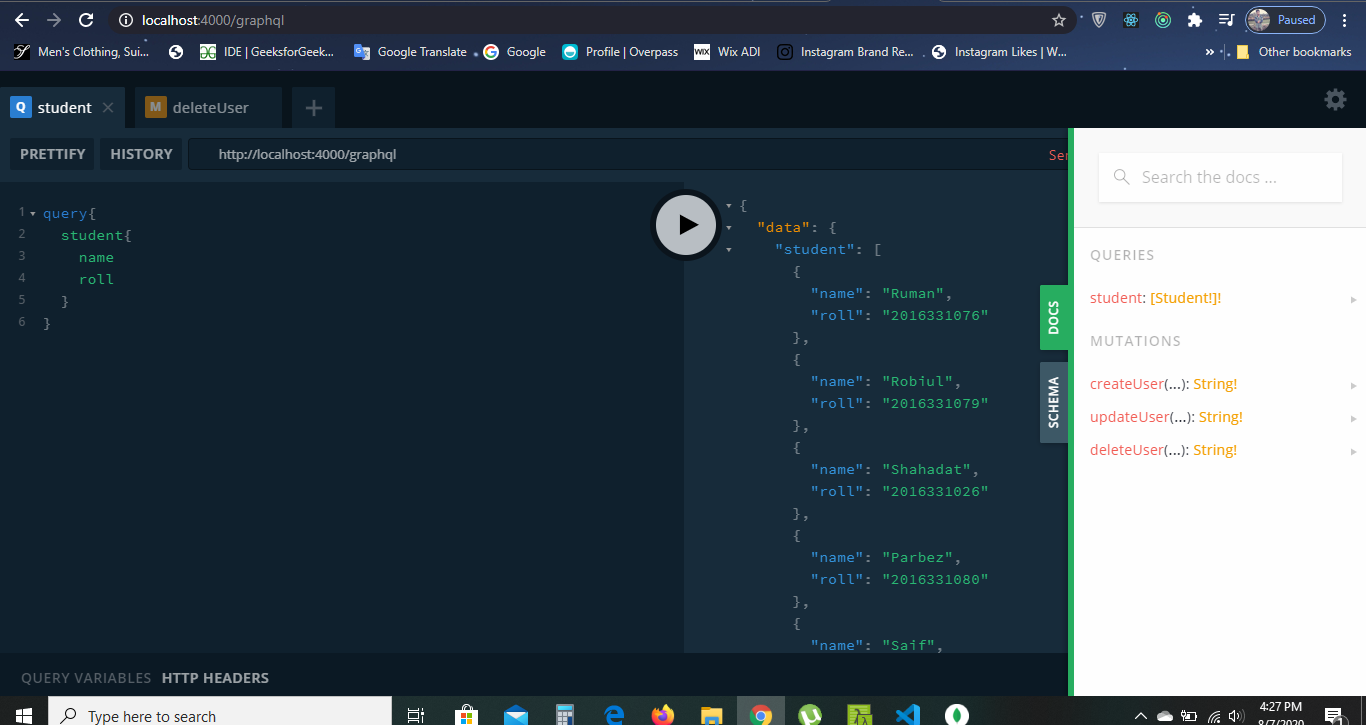 localhost:4000/graphql
Paused
Men's Clothing, Sui...
IDE | GeeksforGeek...
Google Translate
Google
Profile | Overpass
WIX
Wix ADI
Instagram Brand Re...
Instagram Likes | W...
»
Other bookmarks
Q student ×
M deleteUser
+
PRETTIFY
HISTORY
http://localhost:4000/graphql
Ser
1 query{
2 student{
3 name
4 roll
5 }
6 }
{
"data": {
"student": [
{
"name": "Ruman",
"roll": "2016331076"
},
{
"name": "Robiul",
"roll": "2016331079"
},
{
"name": "Shahadat",
"roll": "2016331026"
},
{
"name": "Parbez",
"roll": "2016331080"
},
{
"name": "Saif",
DOCS
SCHEMA
Search the docs ...
QUERIES
student: [Student!]!
MUTATIONS
createUser(...): String!
updateUser(...): String!
deleteUser(...): String!
QUERY VARIABLES
HTTP HEADERS
Type here to search
4:27 PM
8/7/2020
1